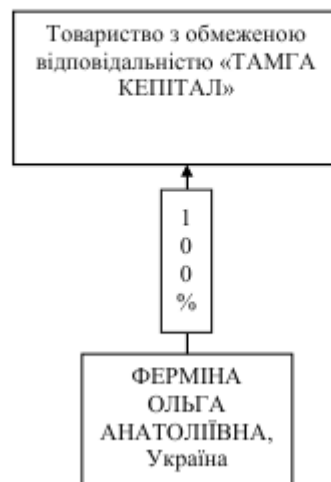 Товариство з обмеженою
відповідальністю «ТАМГА
КЕПІТАЛ»
1
0
0
%
ФЕРМІНА
ОЛЬГА
АНАТОЛІЇВНА,
Україна